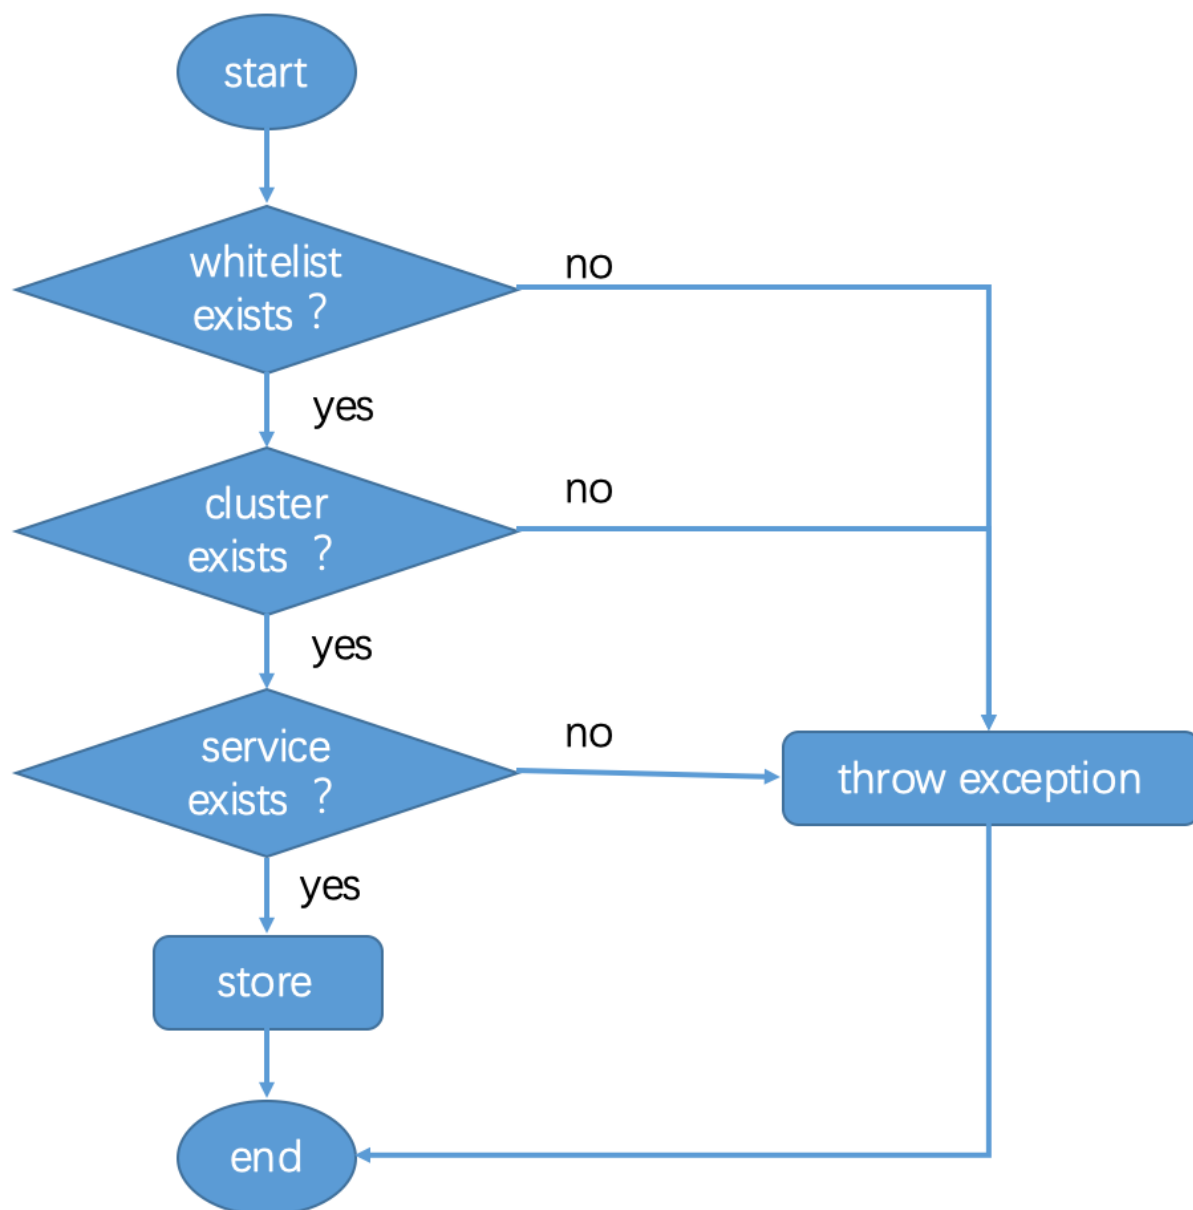 start
whitelist
exists ?
no
yes
cluster
exists ?
no
yes
service
exists ?
no
throw exception
yes
store
end